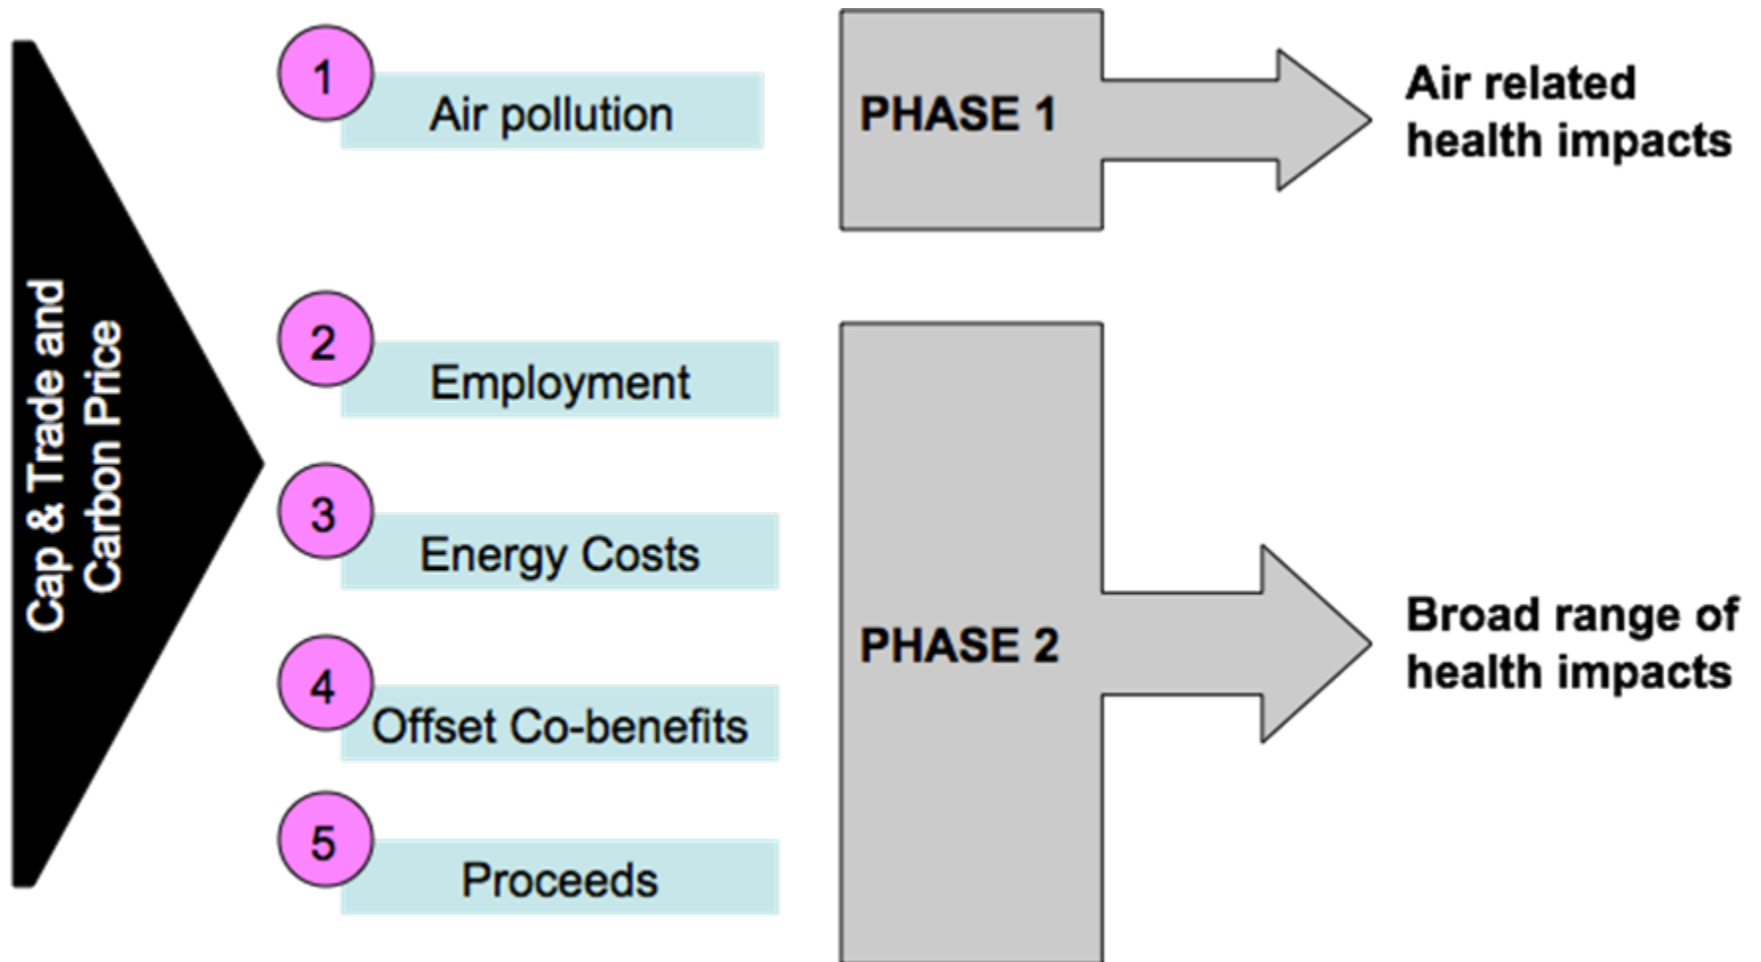 Cap & Trade and
Carbon Price
1
Air pollution
PHASE 1
Air related
health impacts
2
Employment
3
Energy Costs
4
Offset Co-benefits
5
Proceeds
PHASE 2
Broad range of
health impacts